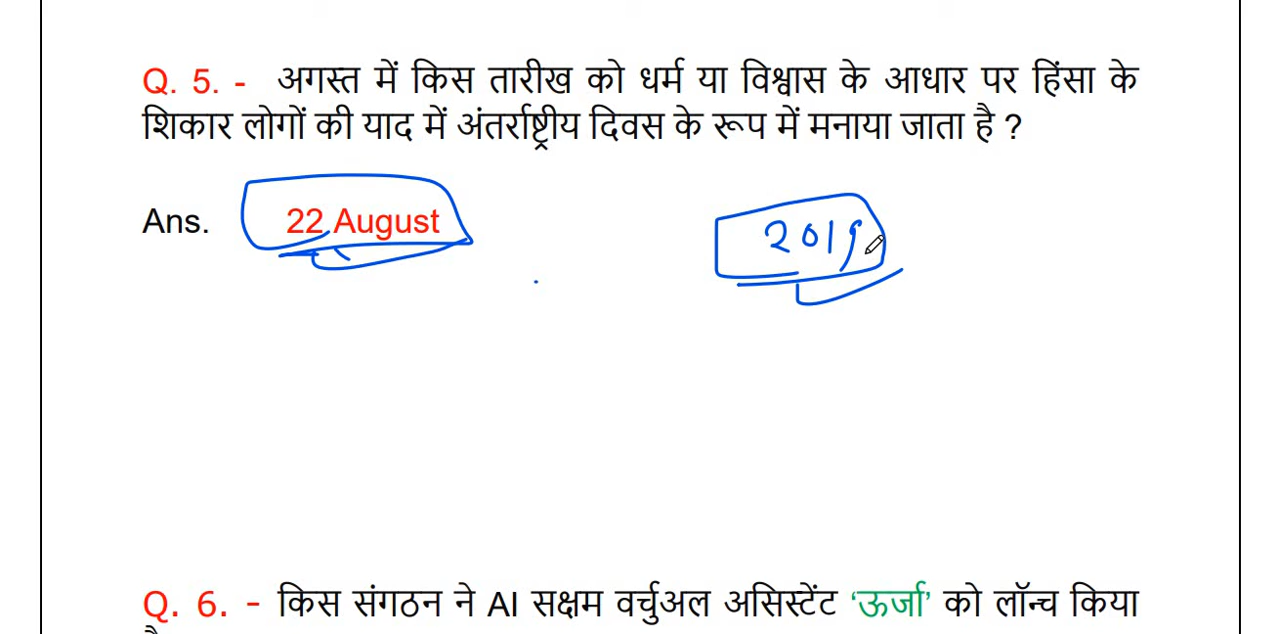 Q. 5. - अगस्त में किस तारीख को धर्म या विश्वास के आधार पर हिंसा के
शिकार लोगों की याद में अंतर्राष्ट्रीय दिवस के रूप में मनाया जाता है ?
Ans. 22 August
2019
Q. 6. - किस संगठन ने AI सक्षम वर्चुअल असिस्टेंट ‘ऊर्जा’ को लॉन्च किया